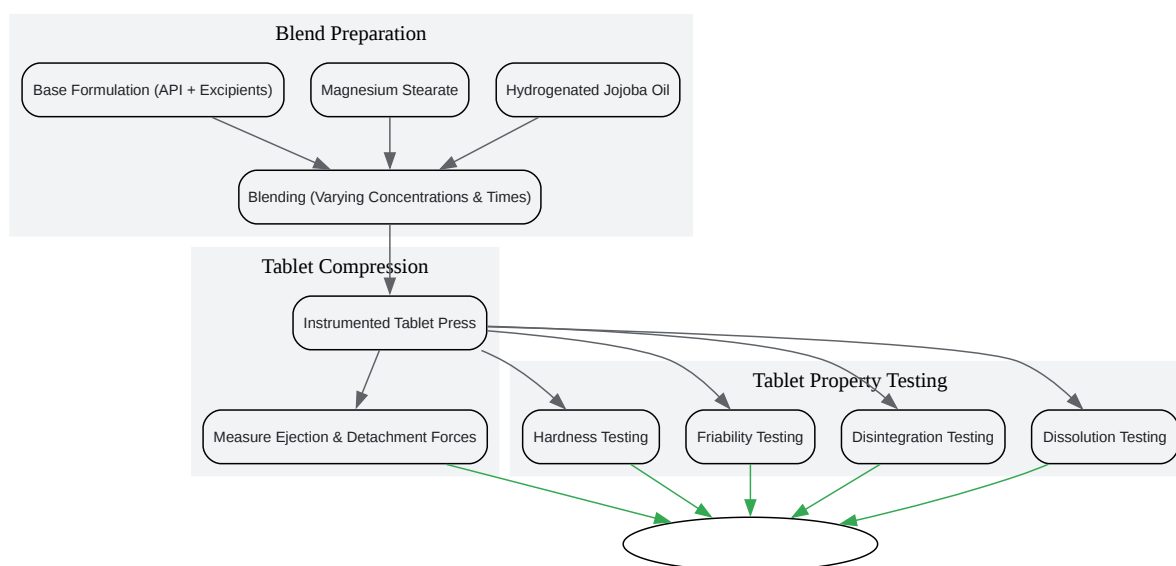 Blend Preparation
Base Formulation (API + Excipients)
Magnesium Stearate
Hydrogenated Jojoba Oil
Blending (Varying Concentrations & Times)
Tablet Compression
Instrumented Tablet Press
Tablet Property Testing
Measure Ejection & Detachment Forces
Hardness Testing
Friability Testing
Disintegration Testing
Dissolution Testing